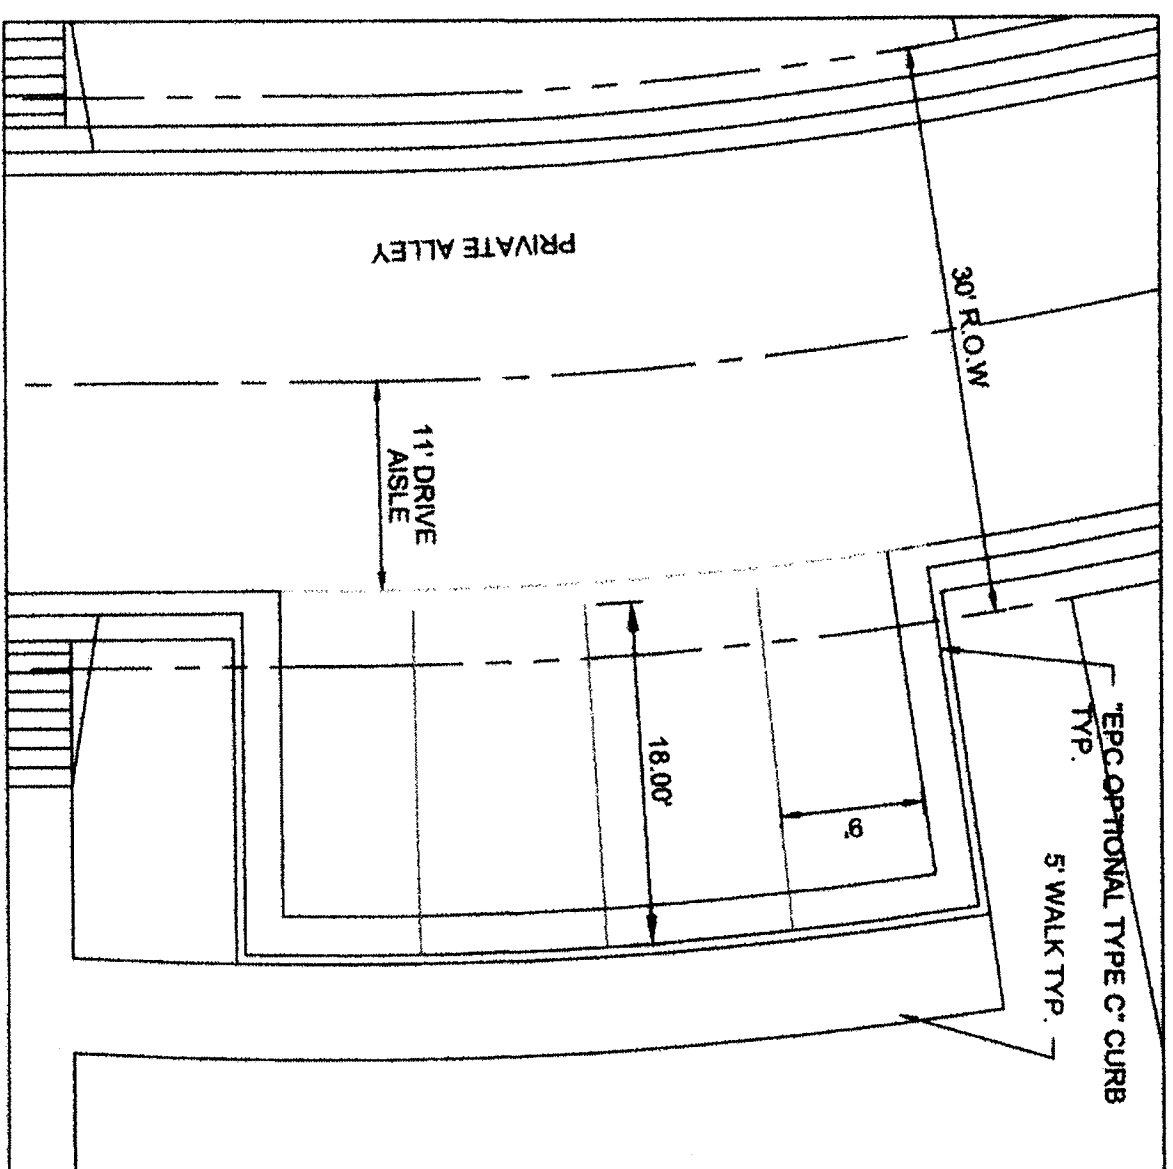 PRIVATE ALLEY
30' R.O.W
11' DRIVE
AISLE
18.00'
9'
"EPC OPTIONAL TYPE C" CURB
TYP.
5' WALK TYP.